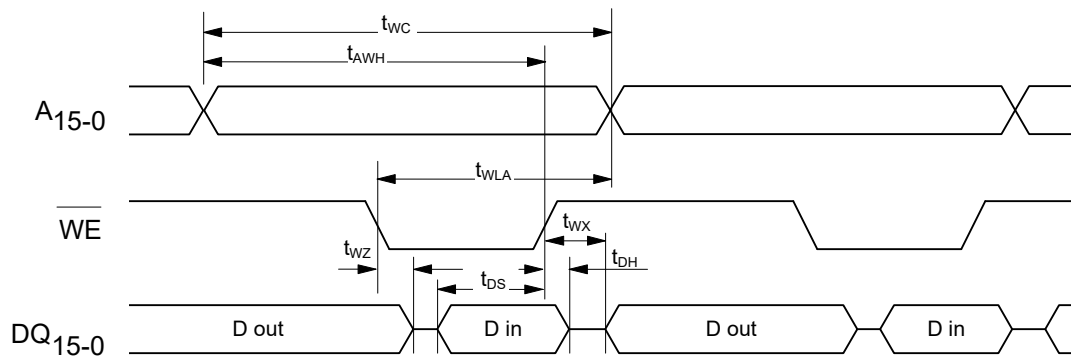 tWC
tAWH
A15-0
tWLA
WE
tWX
tWZ
tDH
tDS
DQ15-0
D out
D in
D out
D in